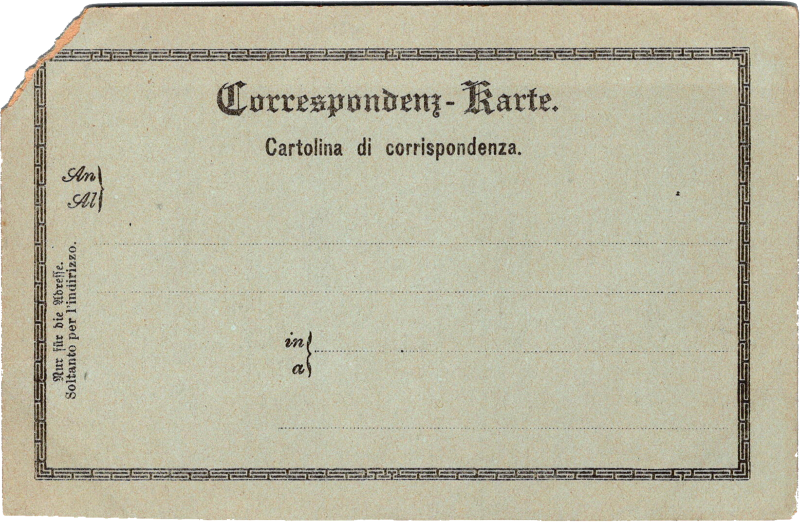 Correspondenz-Karte.
Cartolina di corrispondenza.
An
Al
Nur für die Adresse.
Soltanto per l'indirizzo.
in
a